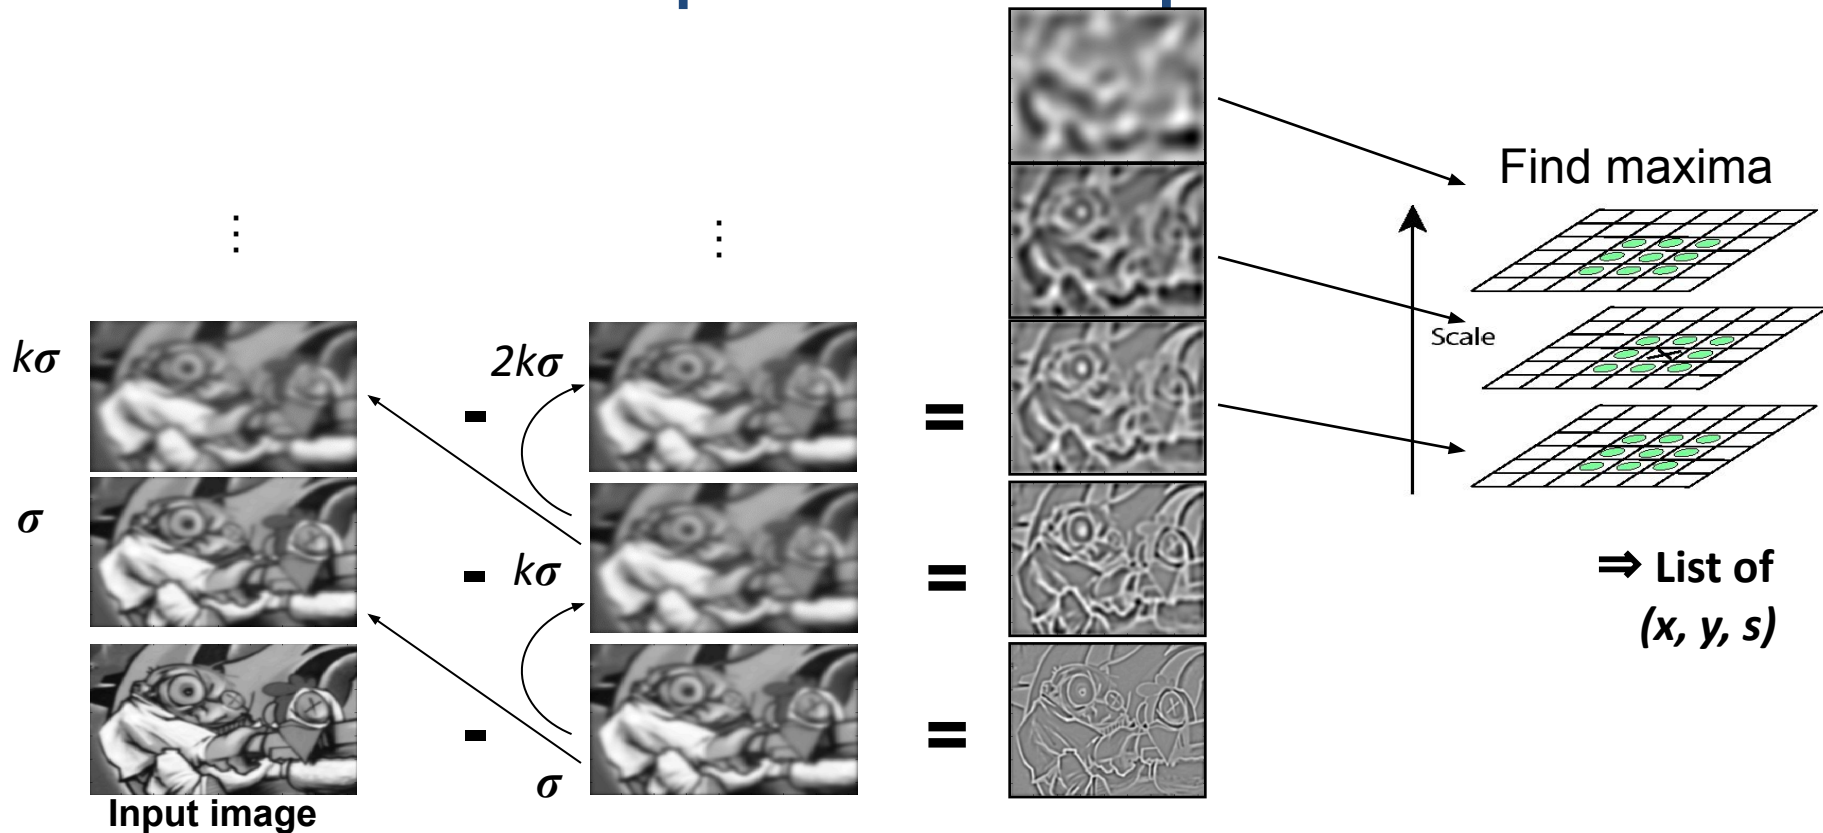 Find maxima
⋮
⋮
kσ
2kσ
-
=
Scale
σ
-
kσ
=
⇒ List of
(x, y, s)
-
=
σ
Input image